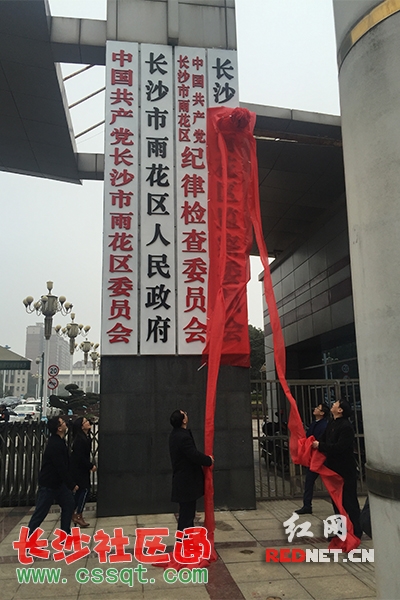 中国共产党长沙市雨花区委员会
长沙市雨花区人民政府
中国共产党
长沙市雨花区
纪律检查委员会
长沙
20
长沙社区通
www.cssqt.com
红网
REDNET.CN